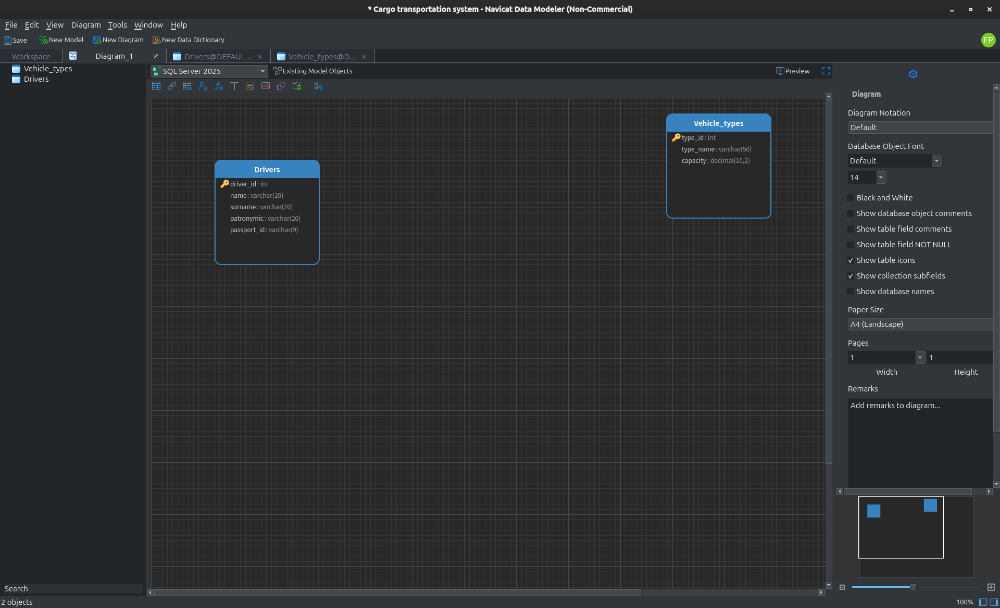 * Cargo transportation system - Navicat Data Modeler (Non-Commercial)
File Edit View Diagram Tools Window Help
Save New Model New Diagram New Data Dictionary FP
Workspace Diagram_1 Drivers@DEFAUL... Vehicle_types@D...
Vehicle_types
Drivers
SQL Server 2025 Existing Model Objects Preview
Diagram
Diagram Notation
Default
Database Object Font
Default
14
Black and White
Show database object comments
Show table field comments
Show table field NOT NULL
Show table icons
Show collection subfields
Show database names
Paper Size
A4 (Landscape)
Pages
1 1
Width Height
Remarks
Add remarks to diagram...
Vehicle_types
type_id: int
type_name: varchar(50)
capacity: decimal(10,2)
Drivers
driver_id: int
name: varchar(20)
surname: varchar(20)
patronymic: varchar(20)
passport_id: varchar(9)
Search
2 objects
100%